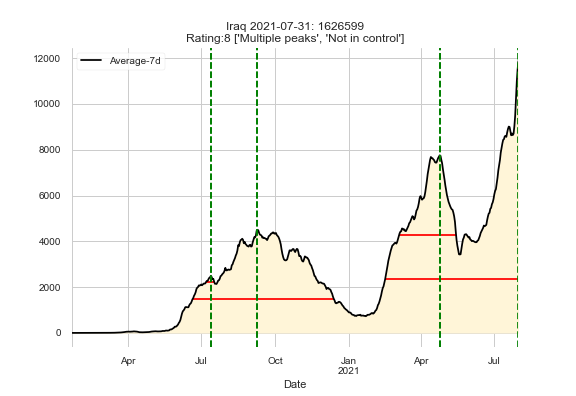 Iraq 2021-07-31: 1626599
Rating:8 ['Multiple peaks', 'Not in control']
Average-7d
12000
10000
8000
6000
4000
2000
0
Apr Jul Oct Jan Apr Jul
2021
Date